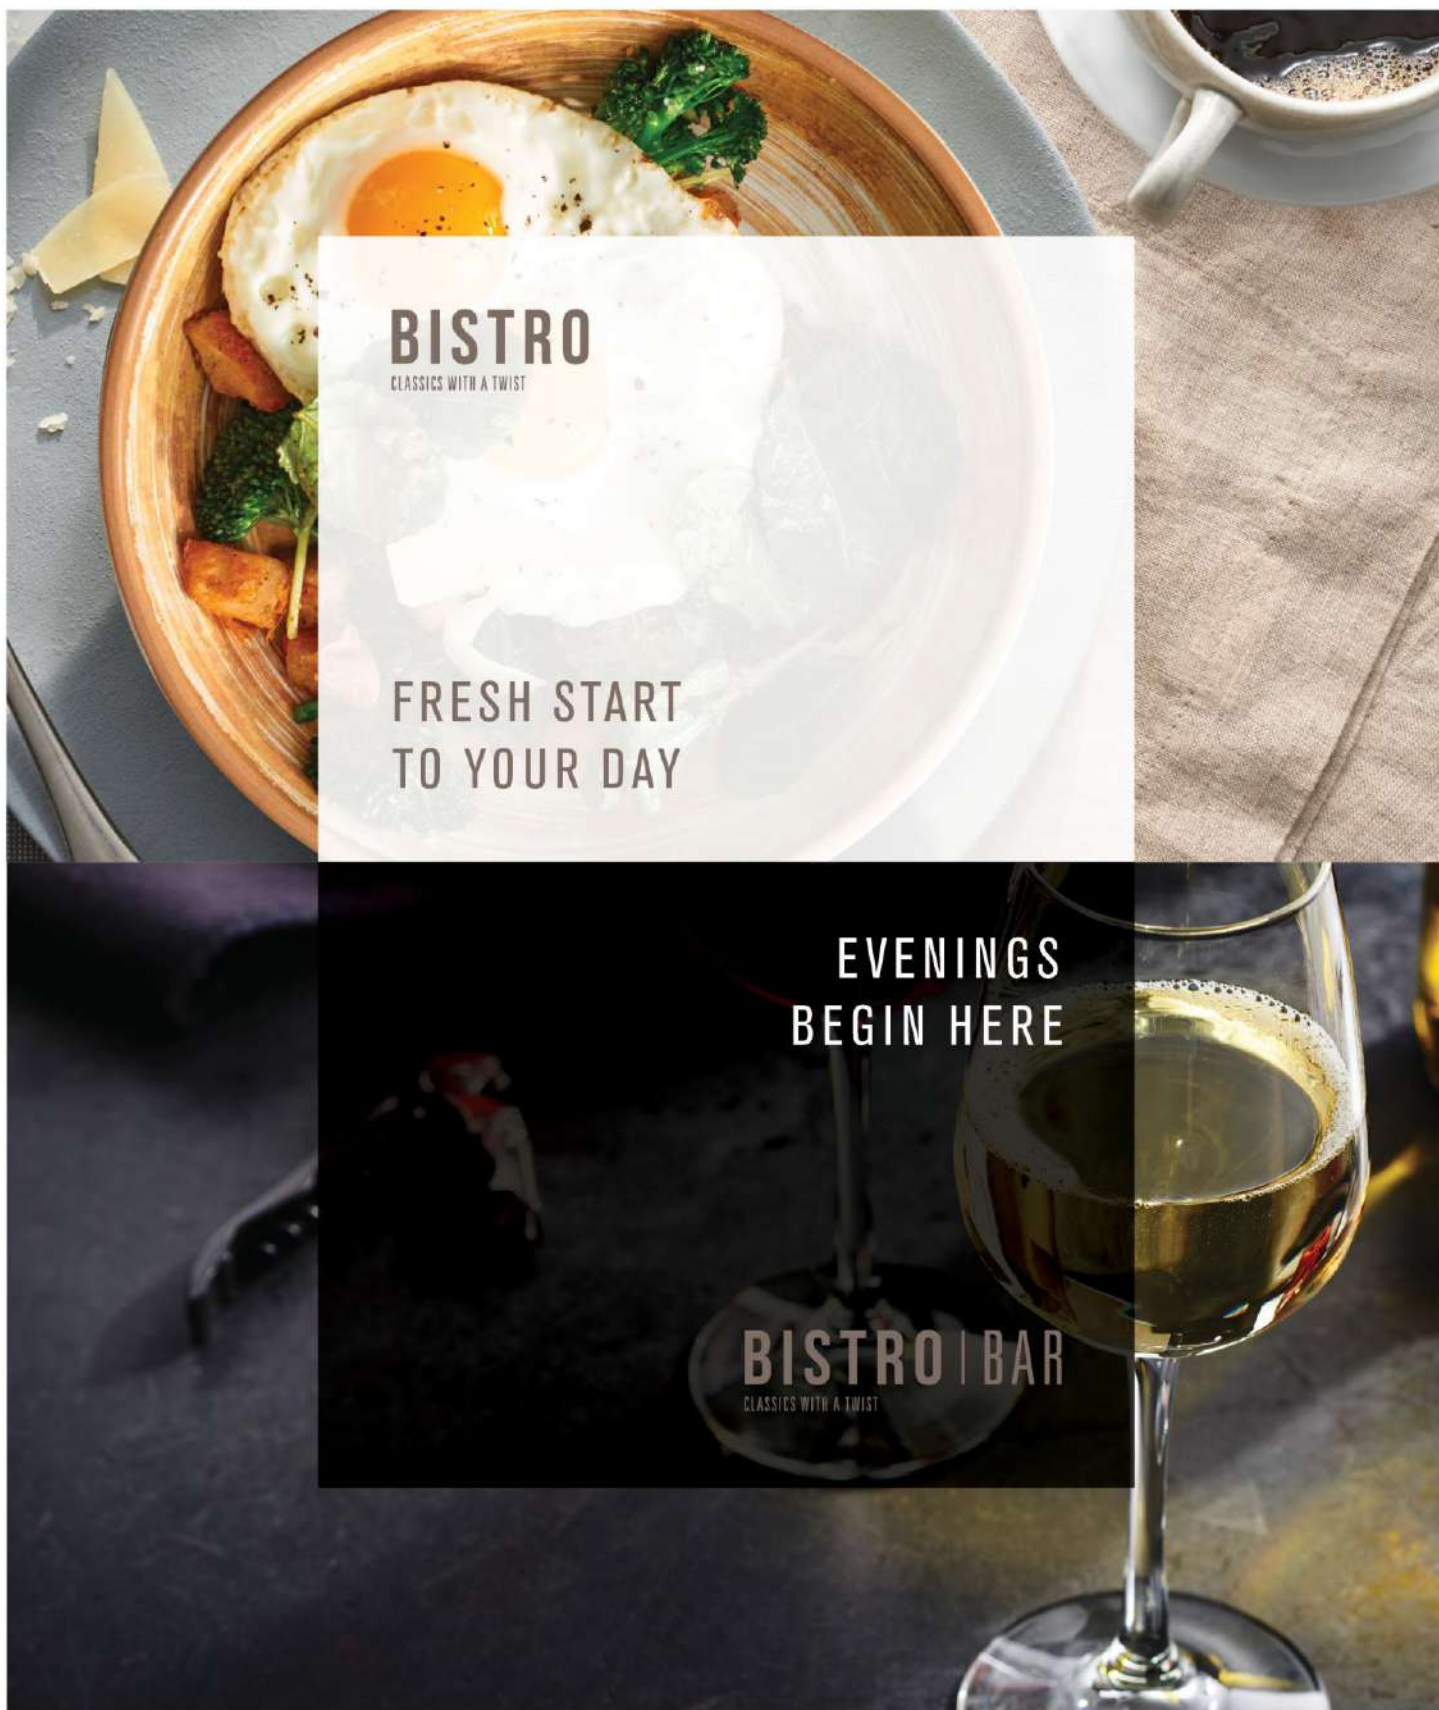 BISTRO
CLASSICS WITH A TWIST
FRESH START
TO YOUR DAY
EVENINGS
BEGIN HERE
BISTRO | BAR
CLASSICS WITH A TWIST